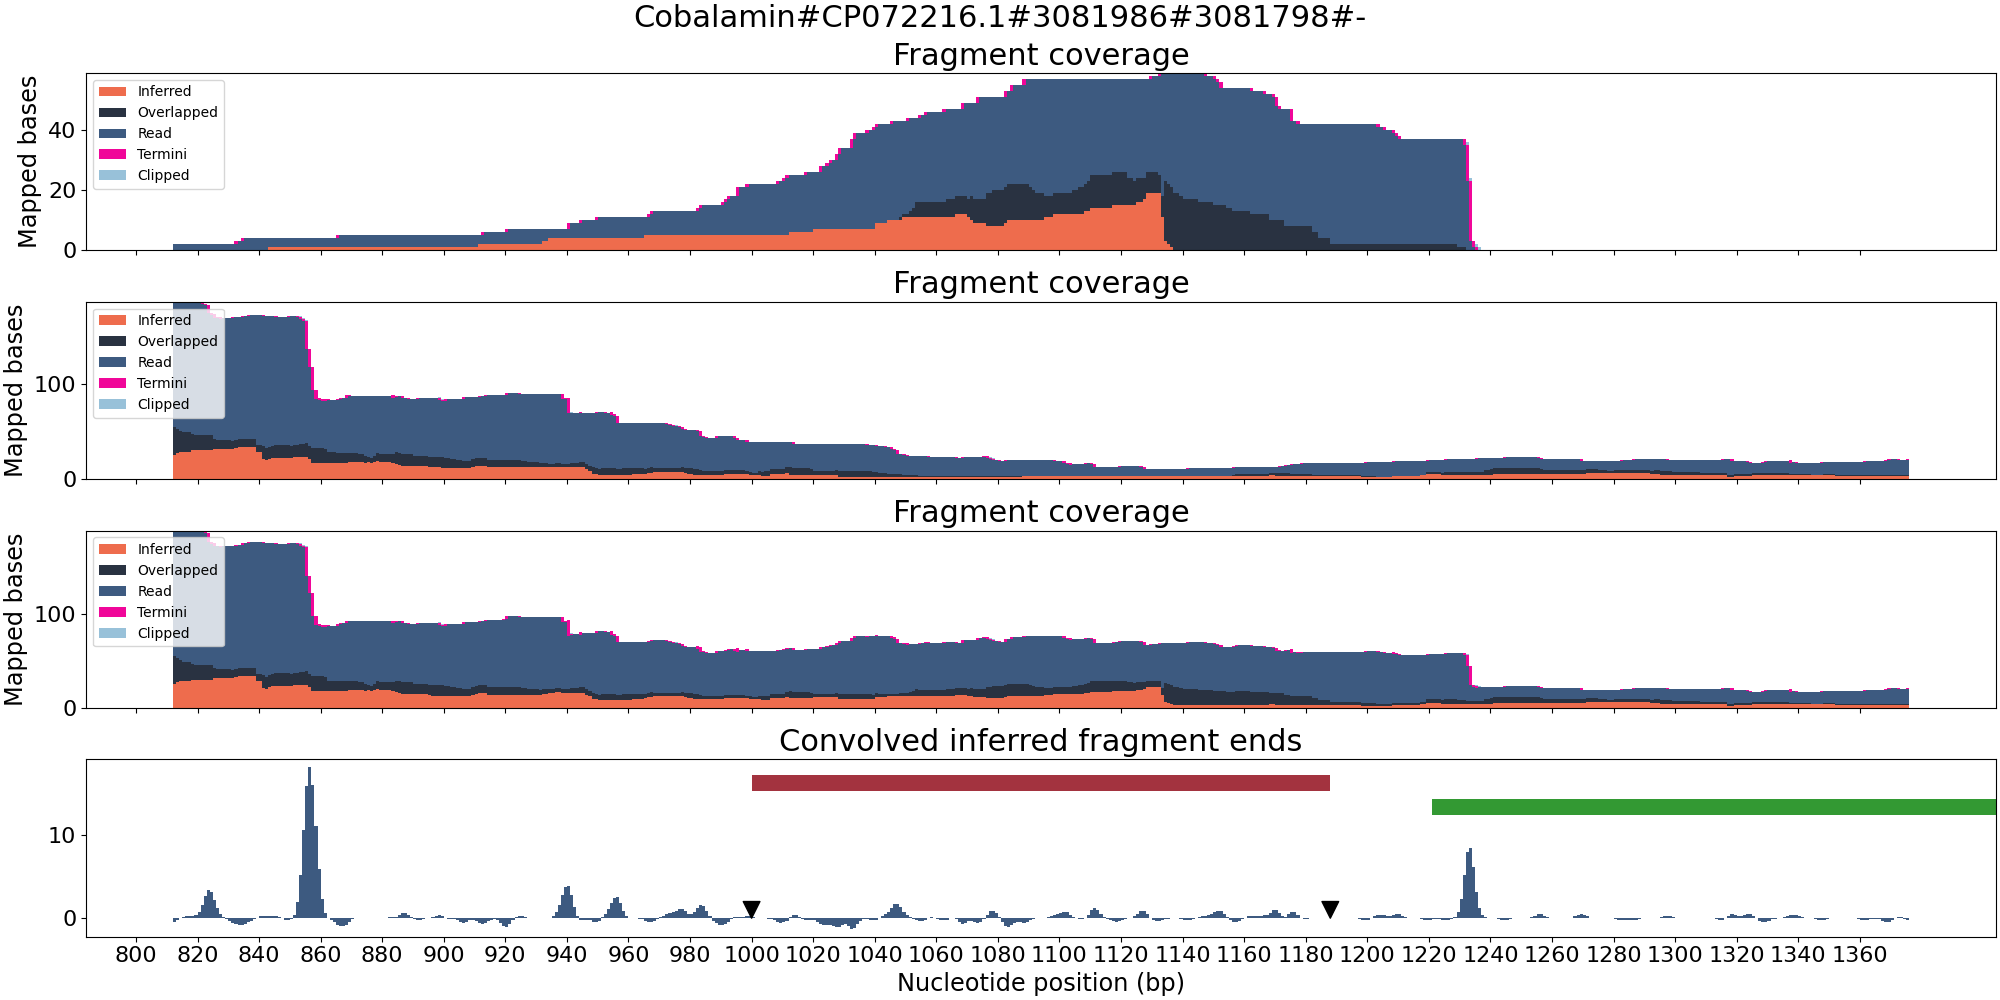 Cobalamin#CP072216.1#3081986#3081798#-
Fragment coverage
Mapped bases
40
20
0
Inferred
Overlapped
Read
Termini
Clipped
Fragment coverage
Mapped bases
100
0
Inferred
Overlapped
Read
Termini
Clipped
Fragment coverage
Mapped bases
100
0
Inferred
Overlapped
Read
Termini
Clipped
Convolved inferred fragment ends
10
0
800 820 840 860 880 900 920 940 960 980 1000 1020 1040 1060 1080 1100 1120 1140 1160 1180 1200 1220 1240 1260 1280 1300 1320 1340 1360
Nucleotide position (bp)